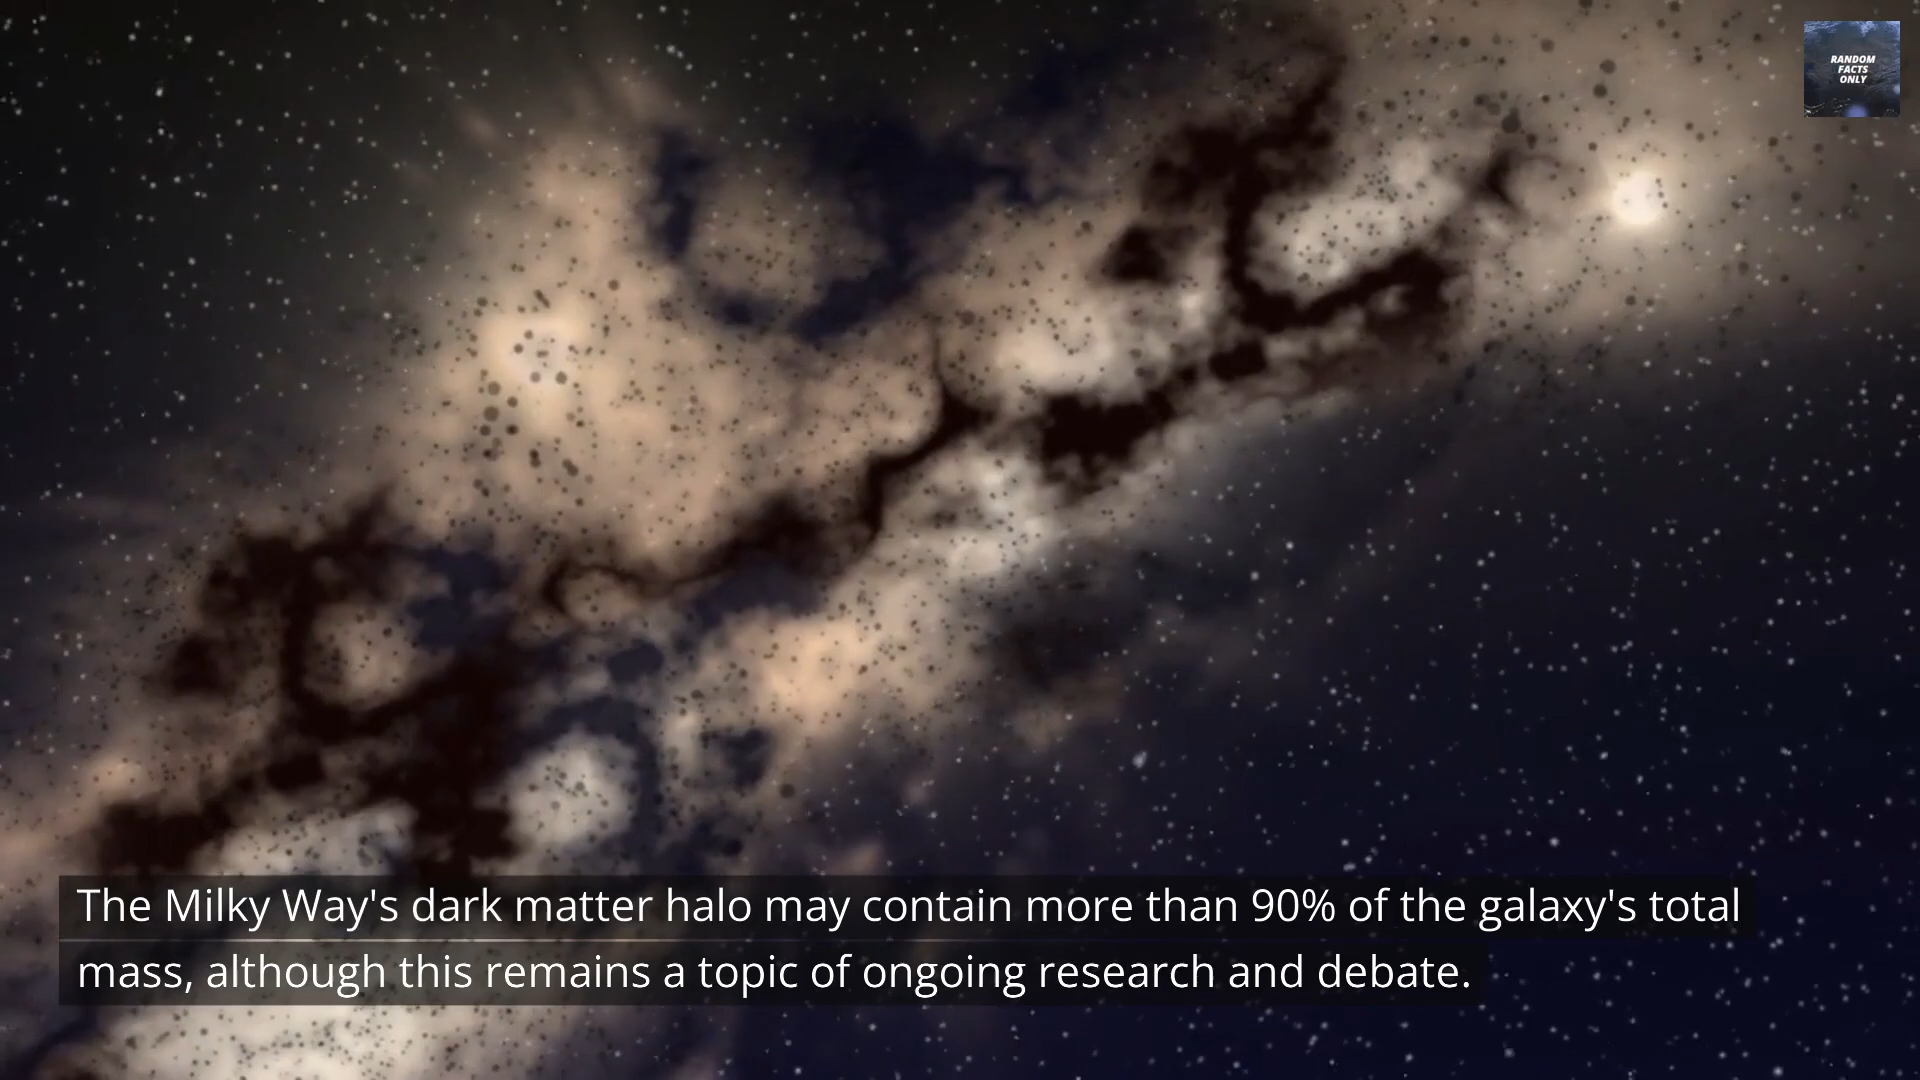 RANDOM
FACTS
ONLY
The Milky Way's dark matter halo may contain more than 90% of the galaxy's total
mass, although this remains a topic of ongoing research and debate.